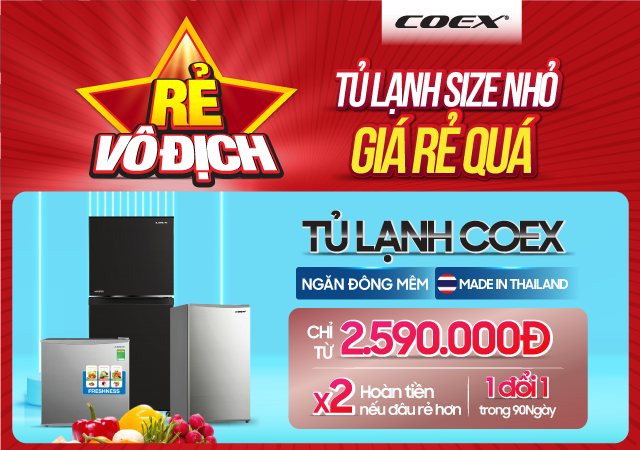 COEX®
RẺ
VÔ ĐỊCH
TỦ LẠNH SIZE NHỎ
GIÁ RẺ QUÁ
TỦ LẠNH COEX
NGĂN ĐÔNG MỀM MADE IN THAILAND
CHỈ TỪ 2.590.000Đ
x2 Hoàn tiền nếu đâu rẻ hơn
1 đổi 1 trong 90Ngày
FRESHNESS